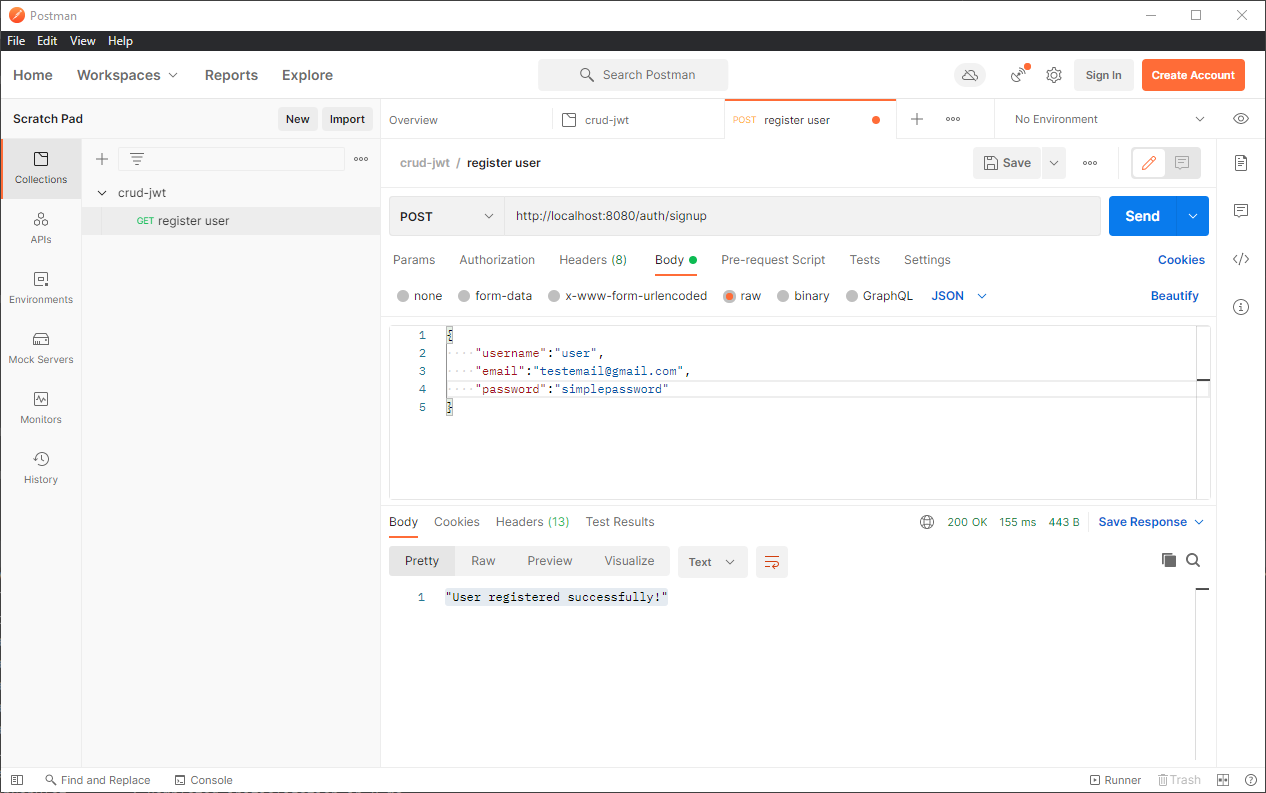 Postman
File Edit View Help
Home Workspaces Reports Explore Search Postman Sign In Create Account
Scratch Pad New Import Overview crud-jwt POST register user No Environment
Collections
APIs
Environments
Mock Servers
Monitors
History
crud-jwt
GET register user
crud-jwt / register user Save
POST http://localhost:8080/auth/signup Send
Params Authorization Headers (8) Body Pre-request Script Tests Settings Cookies
none form-data x-www-form-urlencoded raw binary GraphQL JSON Beautify
1 {
2 "username":"user",
3 "email":"testemail@gmail.com",
4 "password":"simplepassword"
5 }
Body Cookies Headers (13) Test Results 200 OK 155 ms 443 B Save Response
Pretty Raw Preview Visualize Text
1 "User registered successfully!"
Find and Replace Console Runner Trash